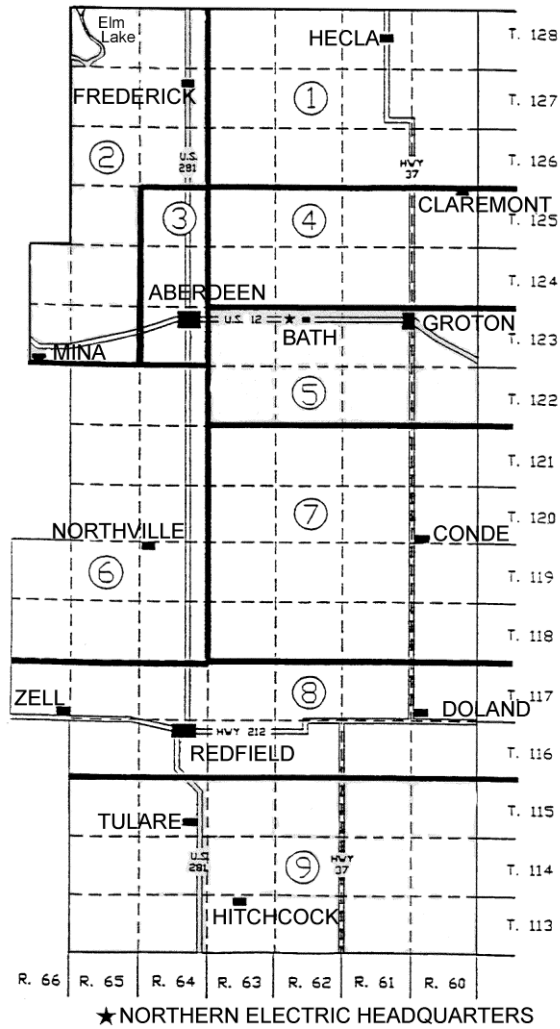 Elm
Lake
HECLA
T. 128
FREDERICK
①
T. 127
②
U.S.
281
HWY
37
T. 126
CLAREMONT
③
④
T. 125
T. 124
ABERDEEN
U.S. 12
★
BATH
GROTON
T. 123
MINA
⑤
T. 122
T. 121
⑦
T. 120
NORTHVILLE
CONDE
⑥
T. 119
T. 118
⑧
T. 117
ZELL
DOLAND
HWY 212
REDFIELD
T. 116
TULARE
T. 115
U.S.
281
⑨
HWY
37
T. 114
HITCHCOCK
T. 113
R. 66 R. 65 R. 64 R. 63 R. 62 R. 61 R. 60
★NORTHERN ELECTRIC HEADQUARTERS